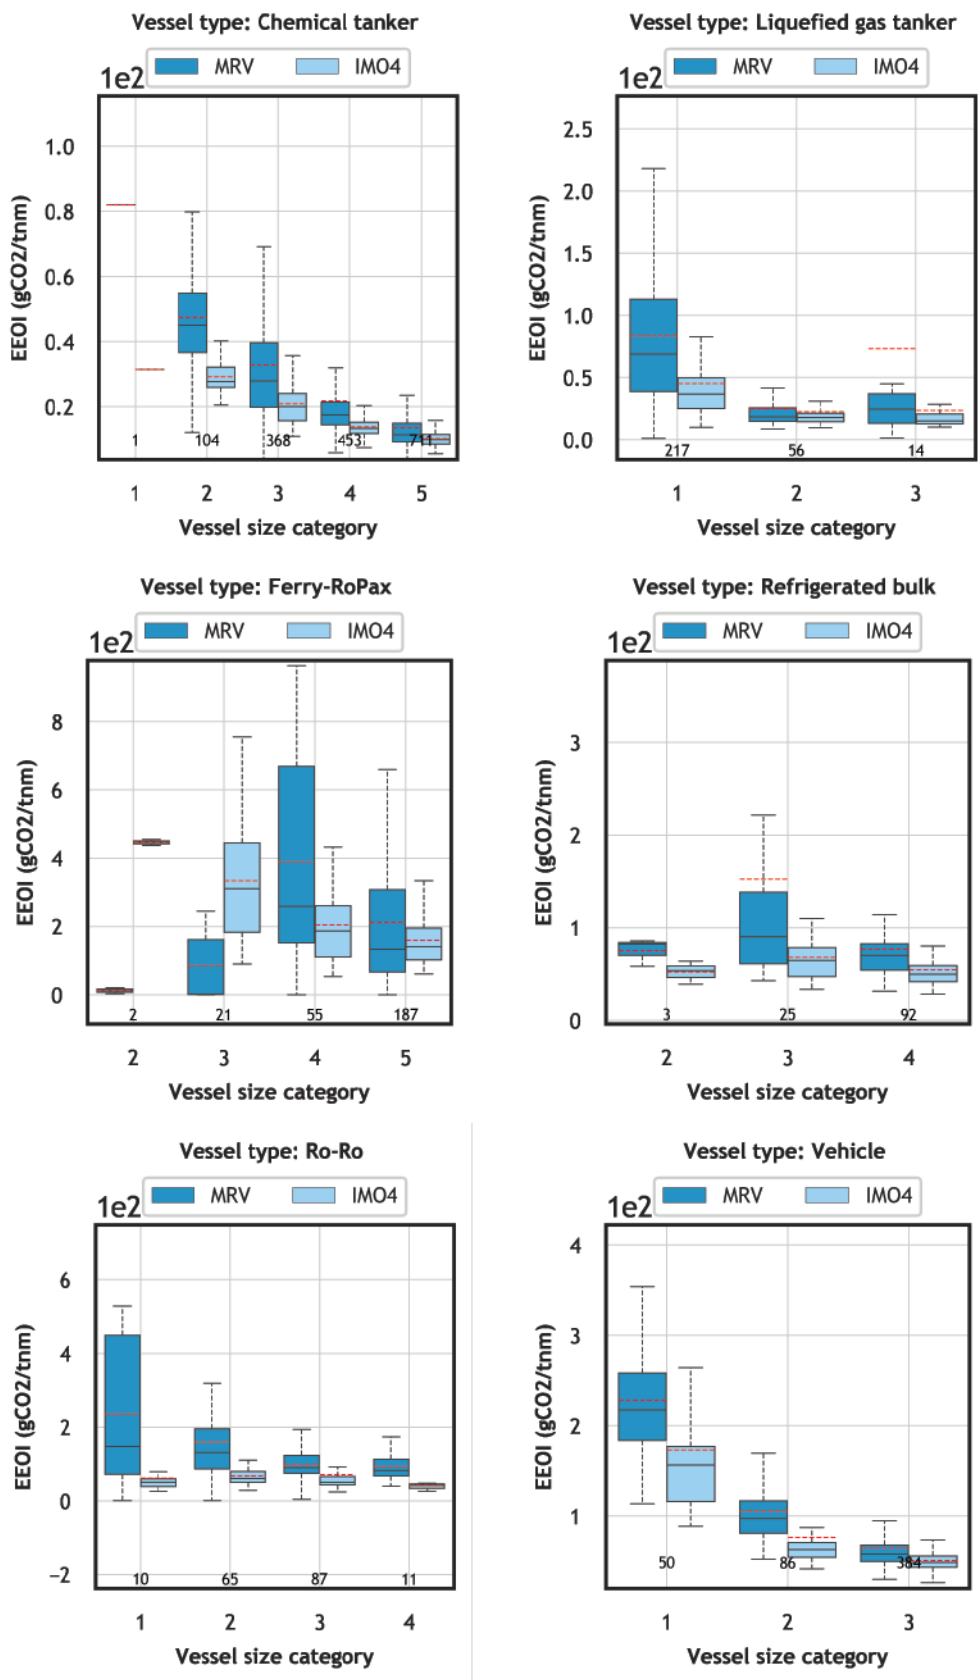 Vessel type: Chemical tanker
MRV IMO4
1e2
1.0
0.8
0.6
0.4
0.2
EEOI (gCO2/tnm)
1 104 368 453 711
1 2 3 4 5
Vessel size category
Vessel type: Liquefied gas tanker
MRV IMO4
1e2
2.5
2.0
1.5
1.0
0.5
0.0
EEOI (gCO2/tnm)
217 56 14
1 2 3
Vessel size category
Vessel type: Ferry-RoPax
MRV IMO4
1e2
8
6
4
2
0
EEOI (gCO2/tnm)
2 21 55 187
2 3 4 5
Vessel size category
Vessel type: Refrigerated bulk
MRV IMO4
1e2
3
2
1
0
EEOI (gCO2/tnm)
3 25 92
2 3 4
Vessel size category
Vessel type: Ro-Ro
MRV IMO4
1e2
6
4
2
0
−2
EEOI (gCO2/tnm)
10 65 87 11
1 2 3 4
Vessel size category
Vessel type: Vehicle
MRV IMO4
1e2
4
3
2
1
EEOI (gCO2/tnm)
50 86 384
1 2 3
Vessel size category